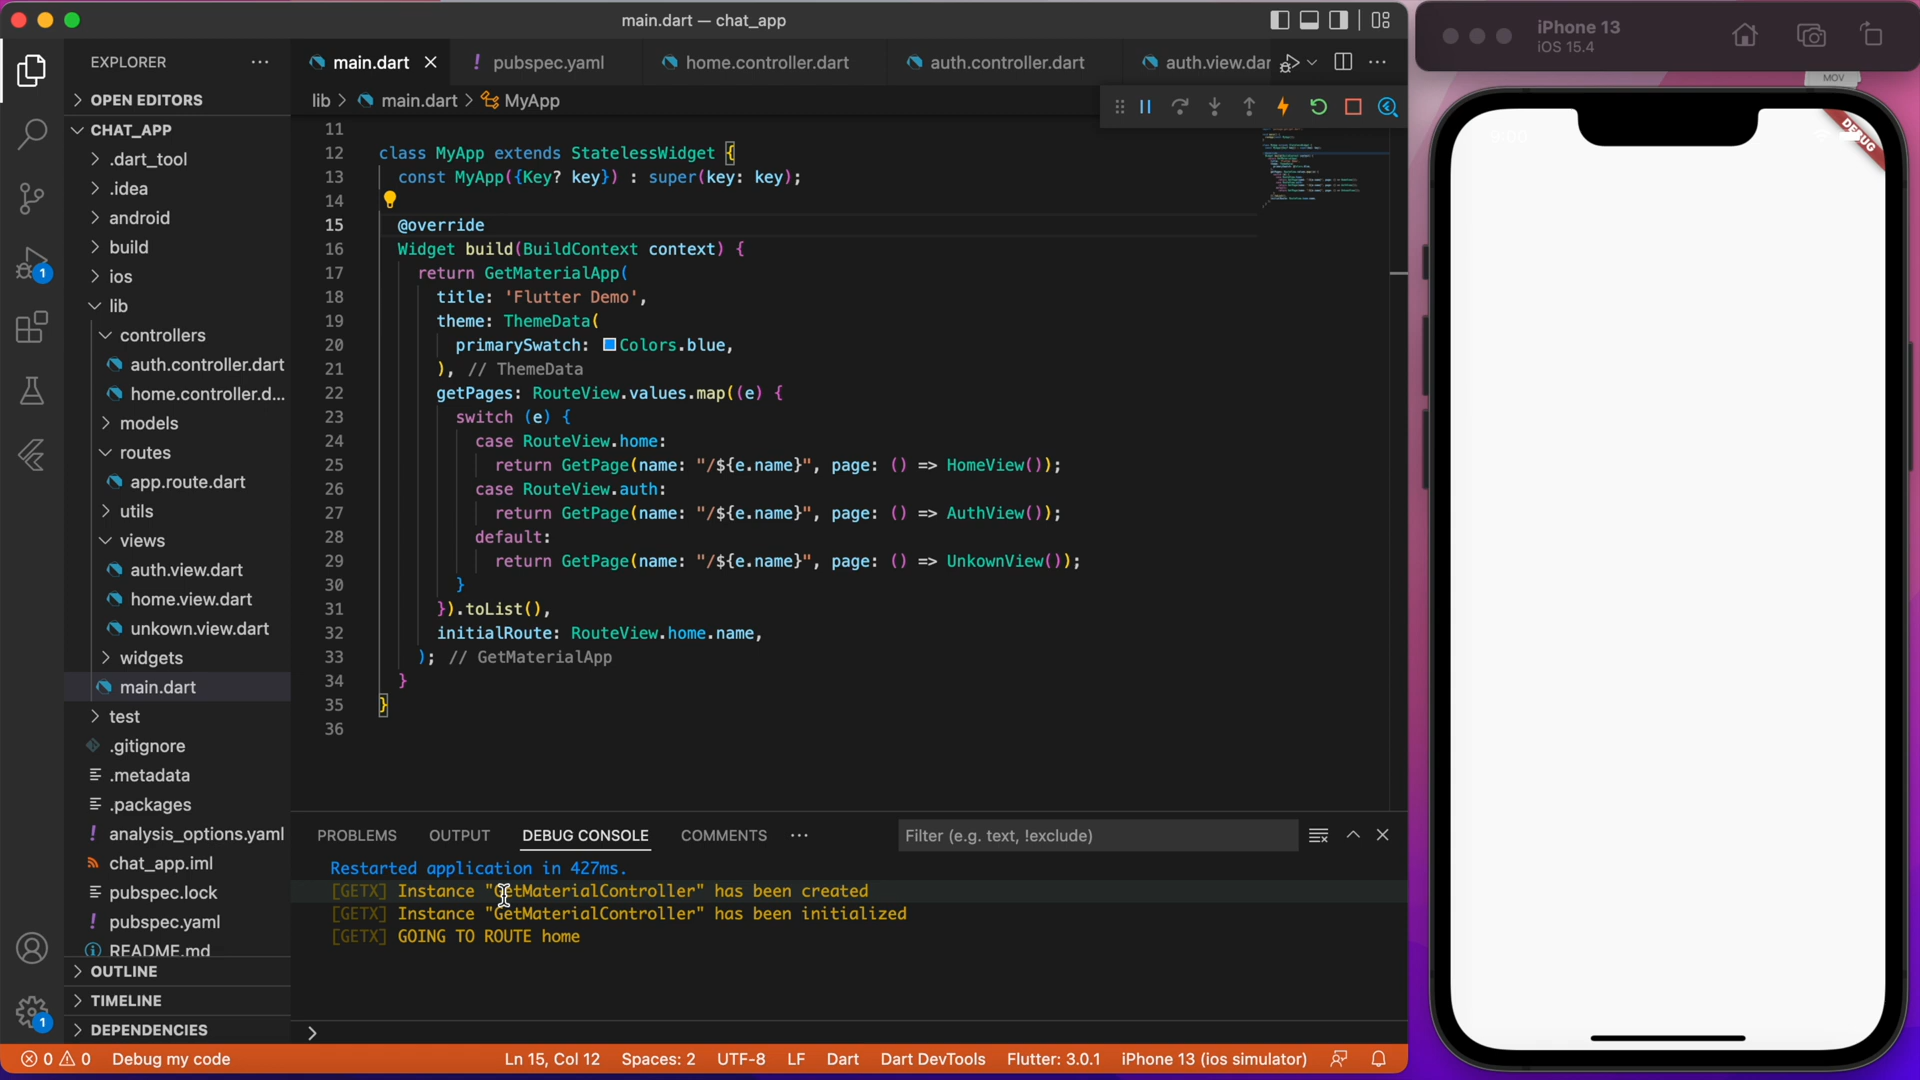 main.dart — chat_app
EXPLORER
OPEN EDITORS
CHAT_APP
.dart_tool
.idea
android
build
ios
lib
controllers
auth.controller.dart
home.controller.d...
models
routes
app.route.dart
utils
views
auth.view.dart
home.view.dart
unkown.view.dart
widgets
main.dart
test
.gitignore
.metadata
.packages
analysis_options.yaml
chat_app.iml
pubspec.lock
pubspec.yaml
README.md
OUTLINE
TIMELINE
DEPENDENCIES
1
1
main.dart
! pubspec.yaml
home.controller.dart
auth.controller.dart
auth.view.dar
lib > main.dart > MyApp
11
12 class MyApp extends StatelessWidget {
13 const MyApp({Key? key}) : super(key: key);
14
15 @override
16 Widget build(BuildContext context) {
17 return GetMaterialApp(
18 title: 'Flutter Demo',
19 theme: ThemeData(
20 primarySwatch: Colors.blue,
21 ), // ThemeData
22 getPages: RouteView.values.map((e) {
23 switch (e) {
24 case RouteView.home:
25 return GetPage(name: "/${e.name}", page: () => HomeView());
26 case RouteView.auth:
27 return GetPage(name: "/${e.name}", page: () => AuthView());
28 default:
29 return GetPage(name: "/${e.name}", page: () => UnkownView());
30 }
31 }).toList(),
32 initialRoute: RouteView.home.name,
33 ); // GetMaterialApp
34 }
35 }
36
PROBLEMS OUTPUT DEBUG CONSOLE COMMENTS
Filter (e.g. text, !exclude)
Restarted application in 427ms.
[GETX] Instance "GetMaterialController" has been created
[GETX] Instance "GetMaterialController" has been initialized
[GETX] GOING TO ROUTE home
0 0 Debug my code
Ln 15, Col 12 Spaces: 2 UTF-8 LF Dart Dart DevTools Flutter: 3.0.1 iPhone 13 (ios simulator)
iPhone 13
iOS 15.4
MOV
DEBUG